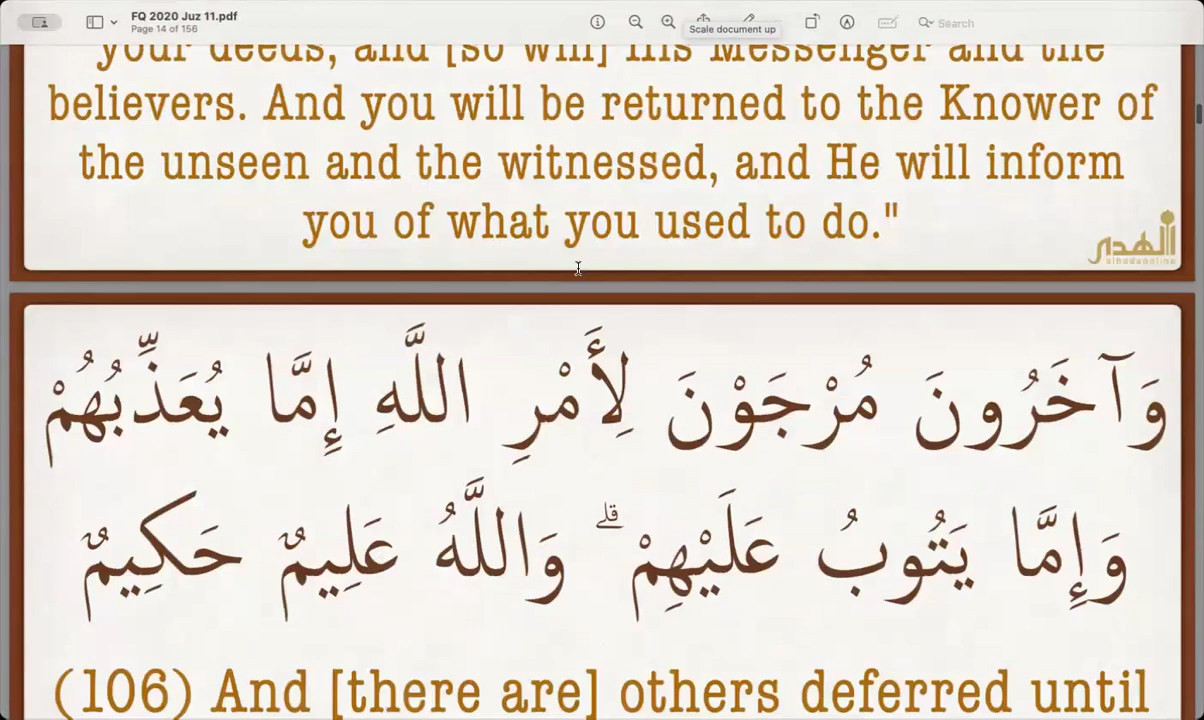 FQ 2020 Juz 11.pdf
Page 14 of 156
Search
Scale document up
your deeds, and [so will] His Messenger and the
believers. And you will be returned to the Knower of
the unseen and the witnessed, and He will inform
you of what you used to do."
الهدى
alhudaonline
وَآخَرُونَ مُرْجَوْنَ لِأَمْرِ اللَّهِ إِمَّا يُعَذِّبُهُمْ
وَإِمَّا يَتُوبُ عَلَيْهِمْ ۗ وَاللَّهُ عَلِيمٌ حَكِيمٌ
(106) And [there are] others deferred until